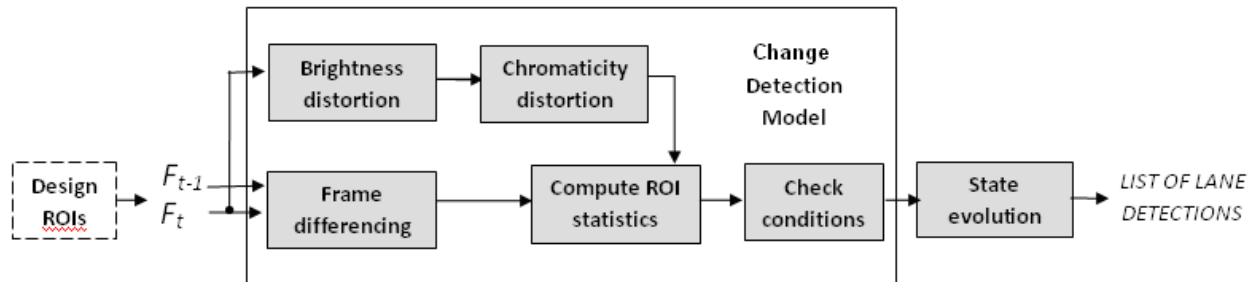 Brightness
distortion
Chromaticity
distortion
Change
Detection
Model
Design
ROIs
Ft-1
Ft
Frame
differencing
Compute ROI
statistics
Check
conditions
State
evolution
LIST OF LANE
DETECTIONS